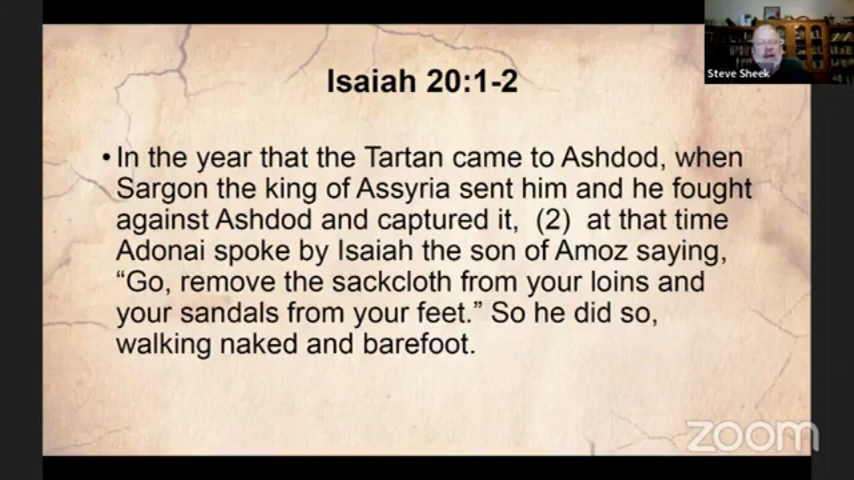 Steve Sheek
Isaiah 20:1-2
• In the year that the Tartan came to Ashdod, when
Sargon the king of Assyria sent him and he fought
against Ashdod and captured it, (2) at that time
Adonai spoke by Isaiah the son of Amoz saying,
“Go, remove the sackcloth from your loins and
your sandals from your feet.” So he did so,
walking naked and barefoot.
zoom